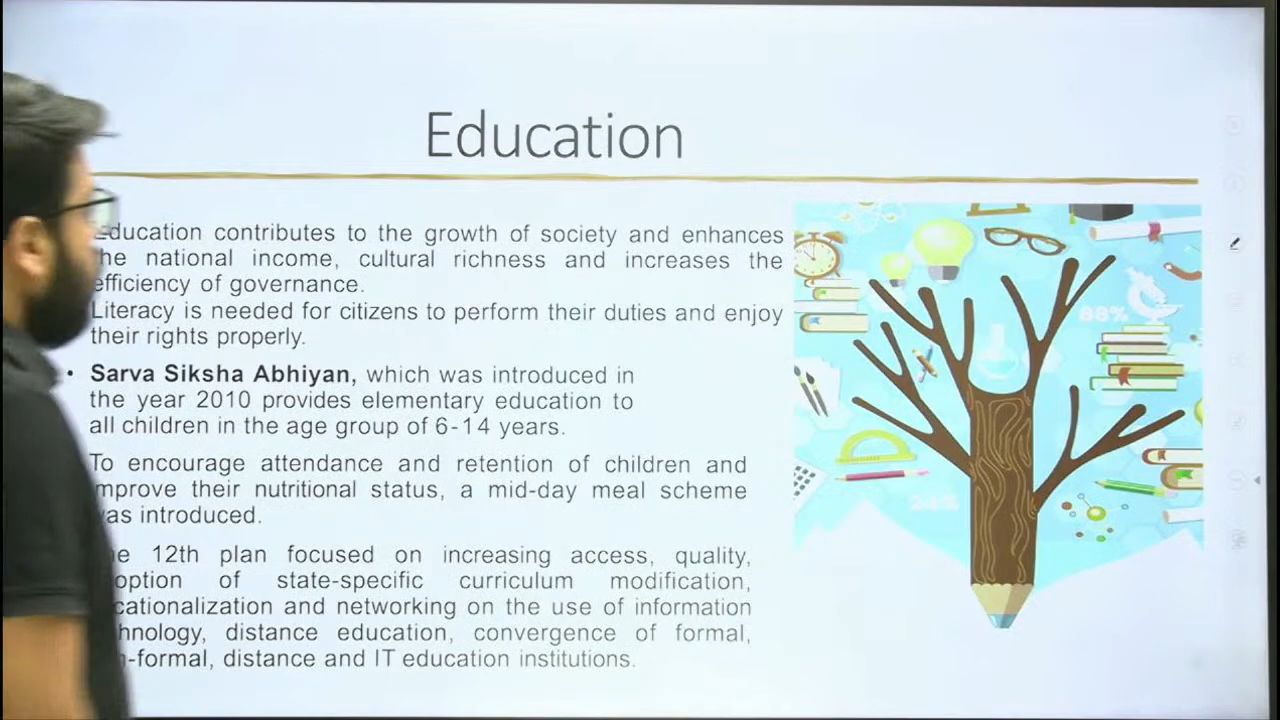 Education
Education contributes to the growth of society and enhances
the national income, cultural richness and increases the
efficiency of governance.
Literacy is needed for citizens to perform their duties and enjoy
their rights properly.
• Sarva Siksha Abhiyan, which was introduced in
the year 2010 provides elementary education to
all children in the age group of 6-14 years.
To encourage attendance and retention of children and
improve their nutritional status, a mid-day meal scheme
was introduced.
12th plan focused on increasing access, quality,
of state-specific curriculum modification,
and networking on the use of information
distance education, convergence of formal,
distance and IT education institutions.
88%
24%